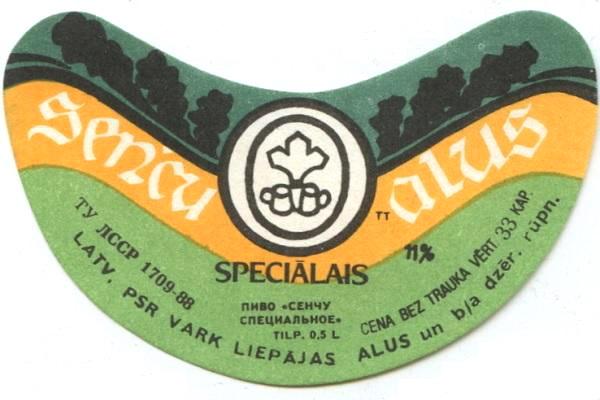 Senču alus
TT
SPECIĀLAIS
11%
ТУ ЛССР 1709-88
ПИВО «СЕНЧУ
СПЕЦИАЛЬНОЕ»
TILP. 0,5 L
CENA BEZ TRAUKA VĒRT. 33 KAP.
LATV. PSR VARK LIEPĀJAS ALUS un b/a dzēr. rūpn.